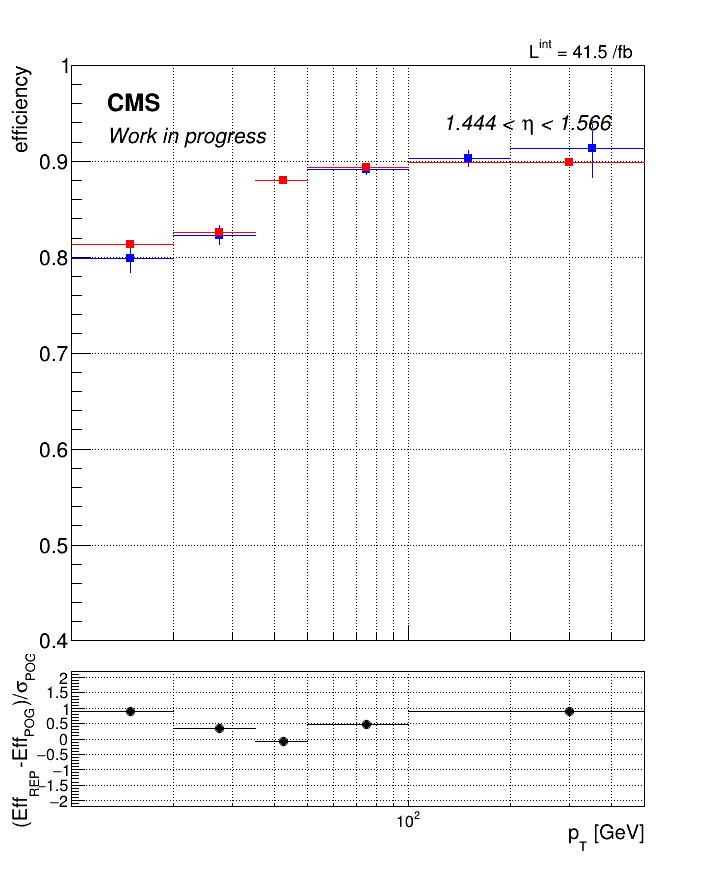 L^int = 41.5 /fb
efficiency
1
CMS
1.444 < η < 1.566
Work in progress
0.9
0.8
0.7
0.6
0.5
0.4
(Eff_REP -Eff_POG)/σ_POG
2
1.5
1
0.5
0
−0.5
−1
−1.5
−2
10^2
p_T [GeV]